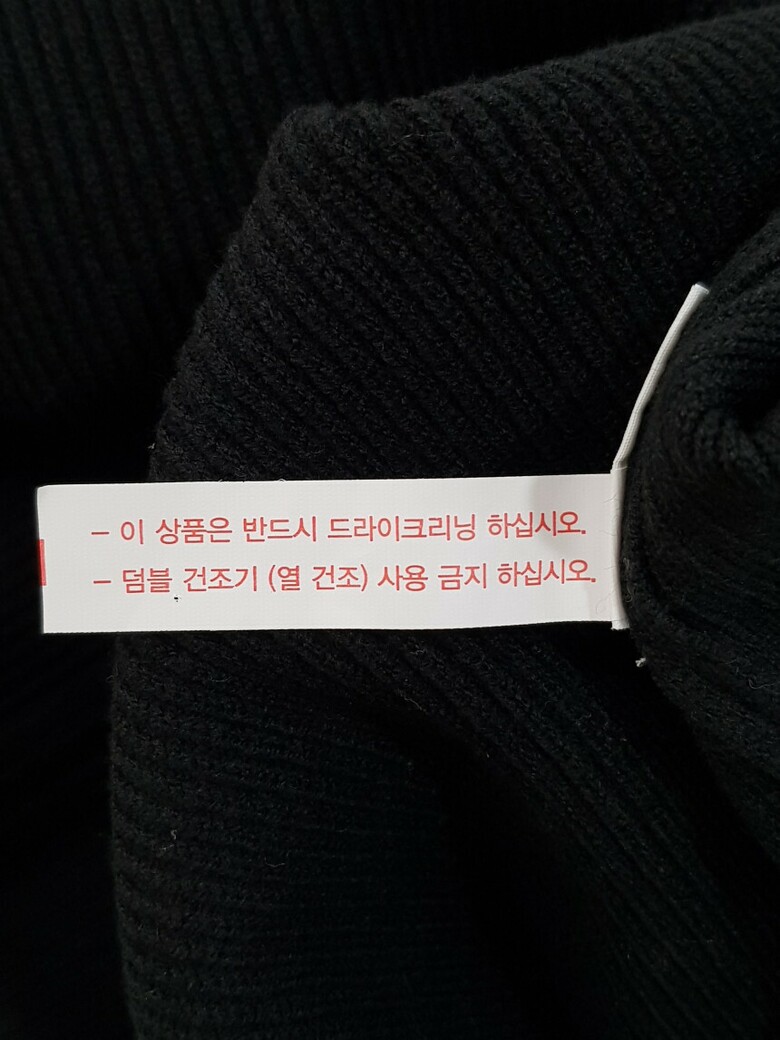 – 이 상품은 반드시 드라이크리닝 하십시오.
– 덤블 건조기 (열 건조) 사용 금지 하십시오.